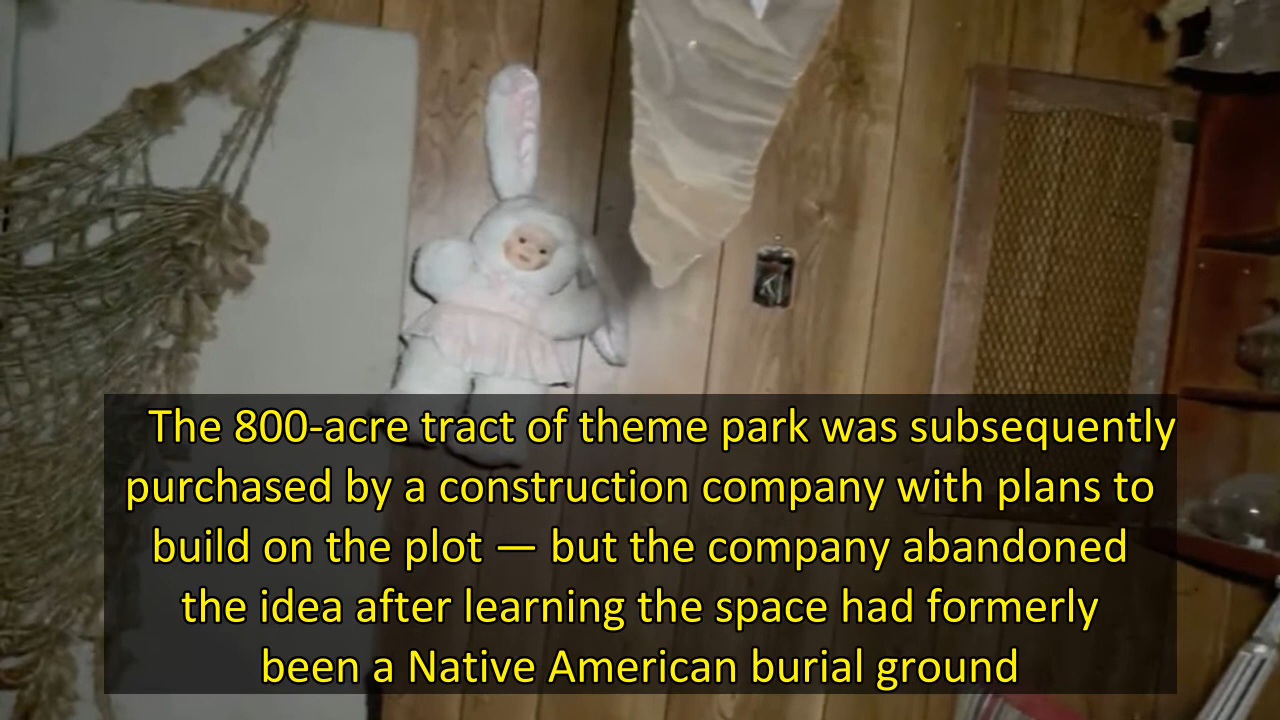 The 800-acre tract of theme park was subsequently
purchased by a construction company with plans to
build on the plot — but the company abandoned
the idea after learning the space had formerly
been a Native American burial ground